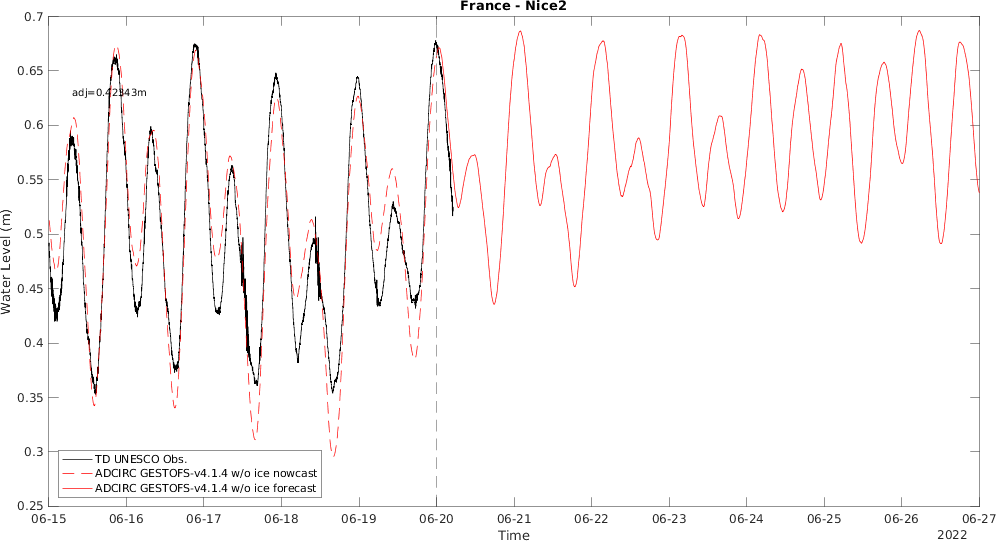 France - Nice2
0.7
0.65
adj=0.42343m
0.6
0.55
0.5
0.45
0.4
0.35
0.3
0.25
Water Level (m)
TD UNESCO Obs.
ADCIRC GESTOFS-v4.1.4 w/o ice nowcast
ADCIRC GESTOFS-v4.1.4 w/o ice forecast
06-15 06-16 06-17 06-18 06-19 06-20 06-21 06-22 06-23 06-24 06-25 06-26 06-27
Time
2022